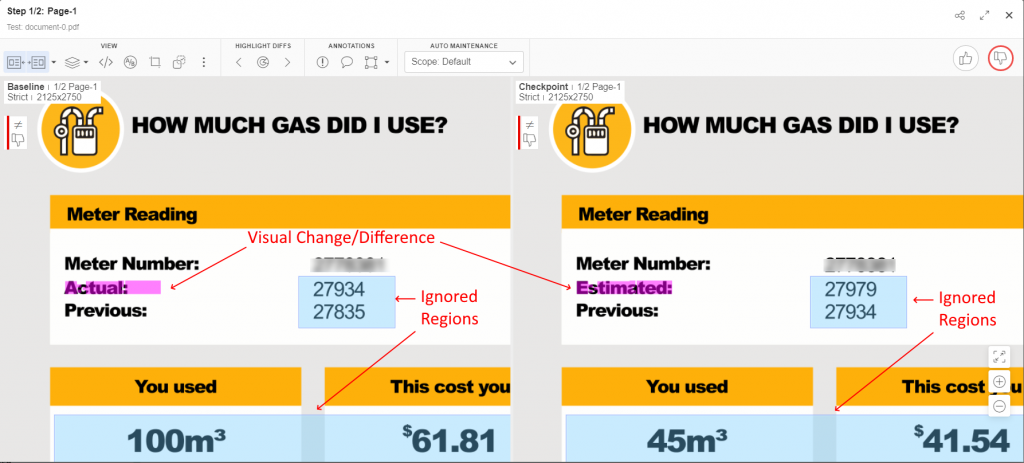 Step 1/2: Page-1
Test: document-0.pdf
VIEW
HIGHLIGHT DIFFS
ANNOTATIONS
AUTO MAINTENANCE
Scope: Default
Baseline | 1/2 Page-1
Strict | 2125x2750
HOW MUCH GAS DID I USE?
Meter Reading
Meter Number:
Actual:
27934
Previous:
27835
You used
This cost you
100m³
$61.81
Checkpoint | 1/2 Page-1
Strict | 2125x2750
HOW MUCH GAS DID I USE?
Meter Reading
Meter Number:
Estimated:
27979
Previous:
27934
You used
This cost you
45m³
$41.54
Visual Change/Difference
Ignored
Regions
Ignored
Regions